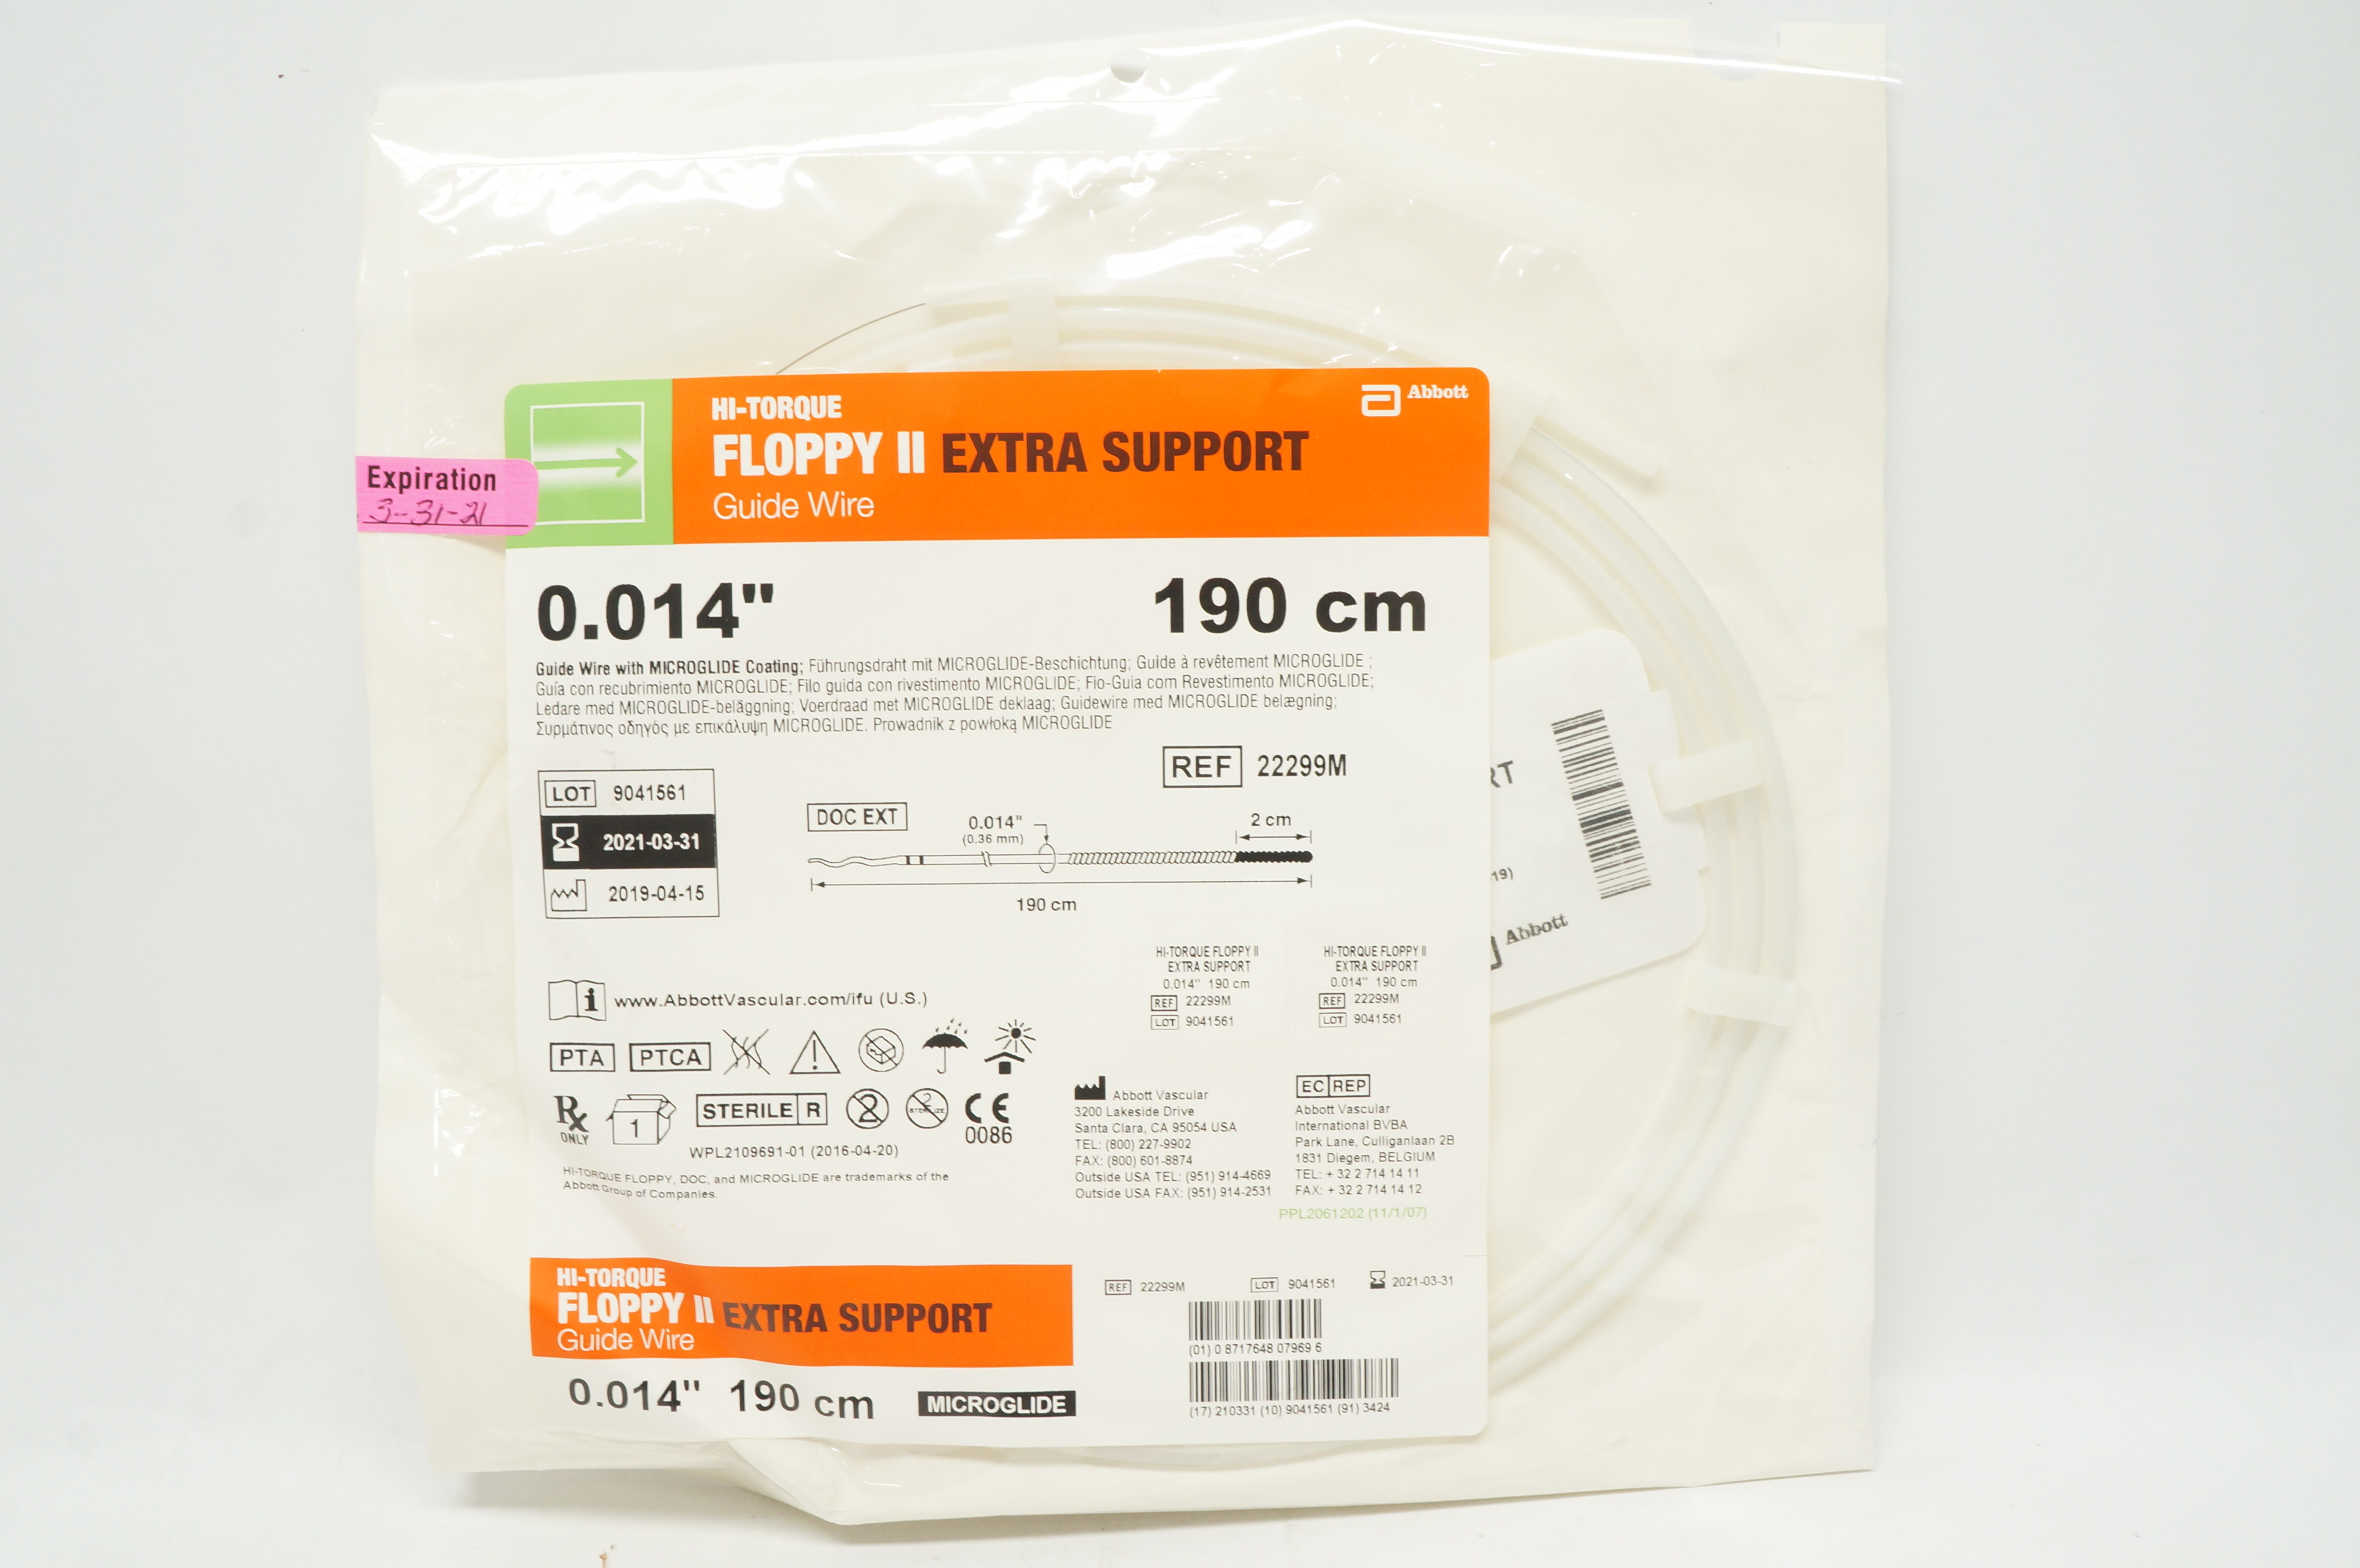 HI-TORQUE
FLOPPY II EXTRA SUPPORT
Guide Wire
Abbott
Expiration
3-31-21
0.014" 190 cm
Guide Wire with MICROGLIDE Coating; Führungsdraht mit MICROGLIDE-Beschichtung; Guide à revêtement MICROGLIDE ;
Guía con recubrimiento MICROGLIDE; Filo guida con rivestimento MICROGLIDE; Fio-Guia com Revestimento MICROGLIDE;
Ledare med MICROGLIDE-beläggning; Voerdraad met MICROGLIDE deklaag; Guidewire med MICROGLIDE belægning;
Συρμάτινος οδηγός με επικάλυψη MICROGLIDE. Prowadnik z powłoką MICROGLIDE
REF 22299M
LOT 9041561
2021-03-31
2019-04-15
DOC EXT
0.014"
(0.36 mm)
2 cm
190 cm
RT
19)
Abbott
HI-TORQUE FLOPPY II
EXTRA SUPPORT
0.014" 190 cm
REF 22299M
LOT 9041561
HI-TORQUE FLOPPY II
EXTRA SUPPORT
0.014" 190 cm
REF 22299M
LOT 9041561
i www.AbbottVascular.com/ifu (U.S.)
PTA PTCA
Rx ONLY
1
STERILE R
2
2
STERILIZE
CE
0086
WPL2109691-01 (2016-04-20)
HI-TORQUE FLOPPY, DOC, and MICROGLIDE are trademarks of the
Abbott Group of Companies.
Abbott Vascular
3200 Lakeside Drive
Santa Clara, CA 95054 USA
TEL: (800) 227-9902
FAX: (800) 601-8874
Outside USA TEL: (951) 914-4669
Outside USA FAX: (951) 914-2531
EC REP
Abbott Vascular
International BVBA
Park Lane, Culliganlaan 2B
1831 Diegem, BELGIUM
TEL: + 32 2 714 14 11
FAX: + 32 2 714 14 12
PPL2061202 (11/1/07)
HI-TORQUE
FLOPPY II EXTRA SUPPORT
Guide Wire
0.014" 190 cm
MICROGLIDE
REF 22299M LOT 9041561 2021-03-31
(01) 0 8717648 07969 6
(17) 210331 (10) 9041561 (91) 3424